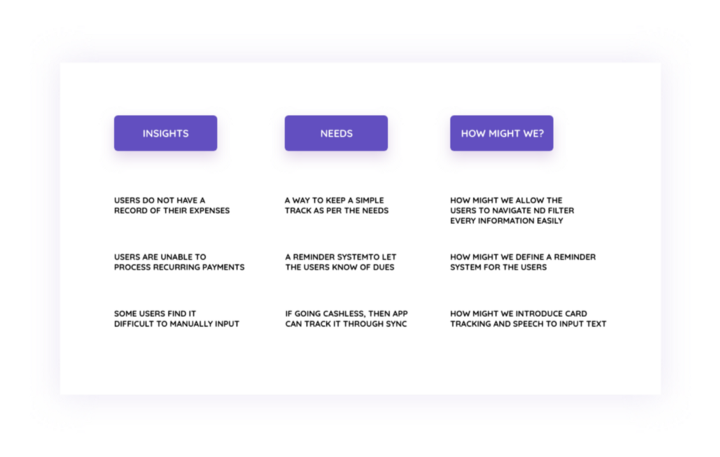 INSIGHTS
NEEDS
HOW MIGHT WE?
USERS DO NOT HAVE A
RECORD OF THEIR EXPENSES
A WAY TO KEEP A SIMPLE
TRACK AS PER THE NEEDS
HOW MIGHT WE ALLOW THE
USERS TO NAVIGATE ND FILTER
EVERY INFORMATION EASILY
USERS ARE UNABLE TO
PROCESS RECURRING PAYMENTS
A REMINDER SYSTEMTO LET
THE USERS KNOW OF DUES
HOW MIGHT WE DEFINE A REMINDER
SYSTEM FOR THE USERS
SOME USERS FIND IT
DIFFICULT TO MANUALLY INPUT
IF GOING CASHLESS, THEN APP
CAN TRACK IT THROUGH SYNC
HOW MIGHT WE INTRODUCE CARD
TRACKING AND SPEECH TO INPUT TEXT